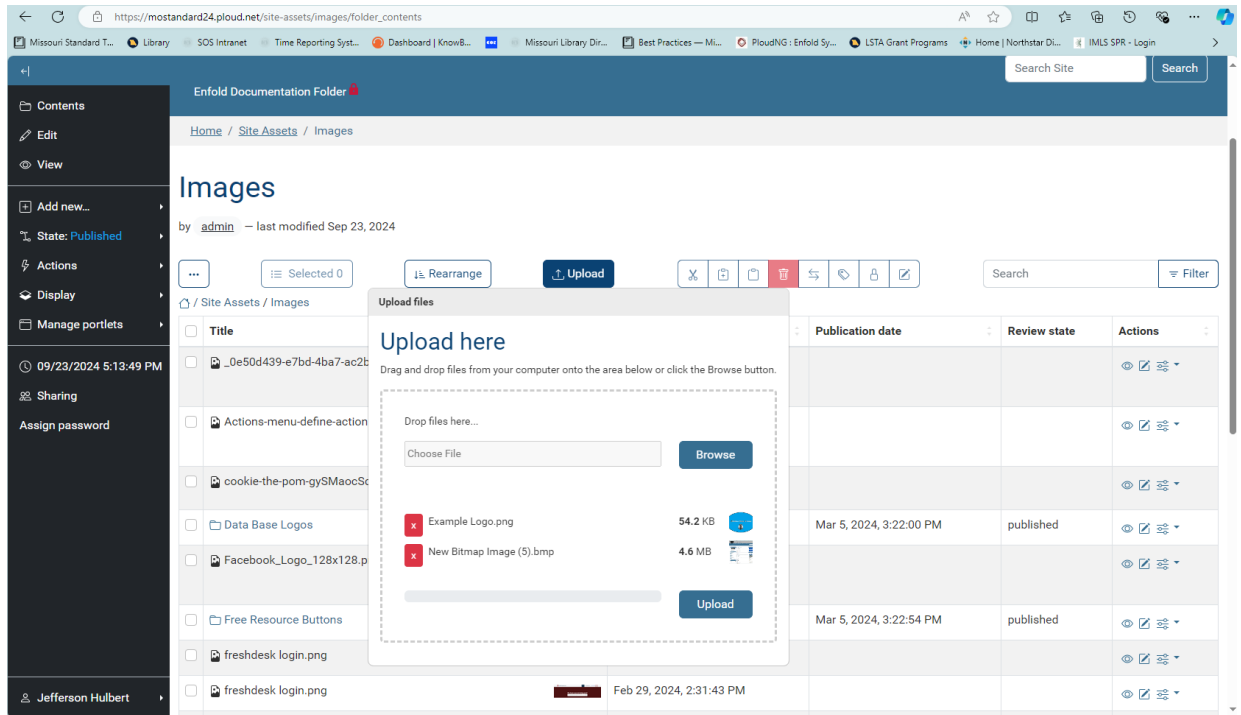 https://mostandard24.ploud.net/site-assets/images/folder_contents
Missouri Standard T... Library SOS Intranet Time Reporting Syst... Dashboard | KnowB... Missouri Library Dir... Best Practices — Mi... PloudNG : Enfold Sy... LSTA Grant Programs Home | Northstar Di... IMLS SPR - Login
Search Site Search
Enfold Documentation Folder
Contents
Edit
View
Add new...
State: Published
Actions
Display
Manage portlets
09/23/2024 5:13:49 PM
Sharing
Assign password
Jefferson Hulbert
Home / Site Assets / Images
Images
by admin — last modified Sep 23, 2024
... Selected 0 Rearrange Upload Search Filter
/ Site Assets / Images
Title Publication date Review state Actions
_0e50d439-e7bd-4ba7-ac2b
Actions-menu-define-action
cookie-the-pom-gySMaocSd
Data Base Logos Mar 5, 2024, 3:22:00 PM published
Facebook_Logo_128x128.p
Free Resource Buttons Mar 5, 2024, 3:22:54 PM published
freshdesk login.png
freshdesk login.png Feb 29, 2024, 2:31:43 PM
Upload files
Upload here
Drag and drop files from your computer onto the area below or click the Browse button.
Drop files here...
Choose File Browse
x Example Logo.png 54.2 KB
x New Bitmap Image (5).bmp 4.6 MB
Upload